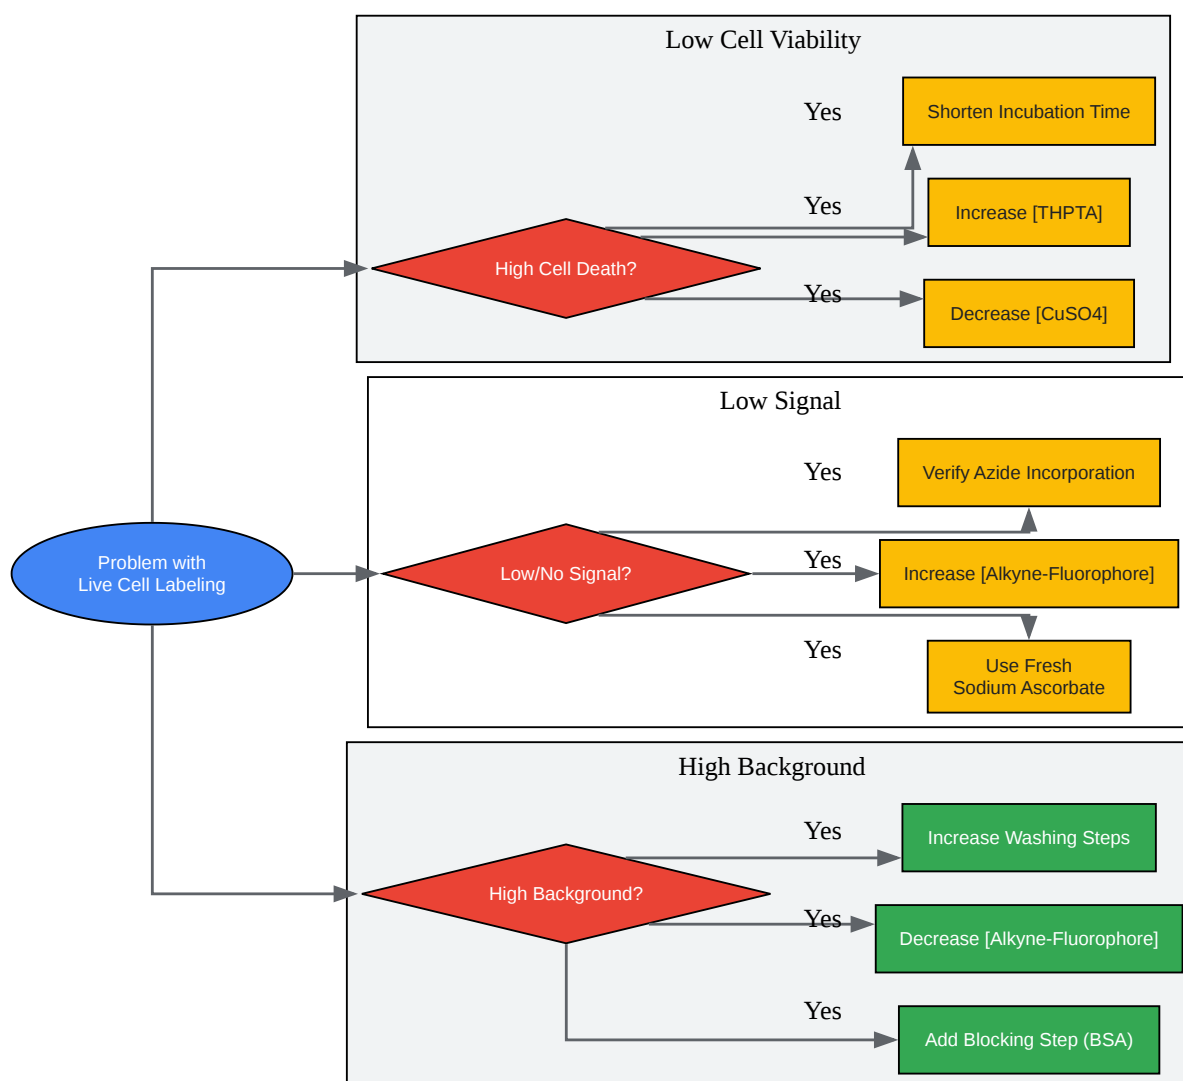 Low Cell Viability
Yes
Shorten Incubation Time
Yes
Increase [THPTA]
High Cell Death?
Yes
Decrease [CuSO4]
Low Signal
Yes
Verify Azide Incorporation
Problem with
Live Cell Labeling
Low/No Signal?
Yes
Increase [Alkyne-Fluorophore]
Yes
Use Fresh
Sodium Ascorbate
High Background
Yes
Increase Washing Steps
High Background?
Yes
Decrease [Alkyne-Fluorophore]
Yes
Add Blocking Step (BSA)